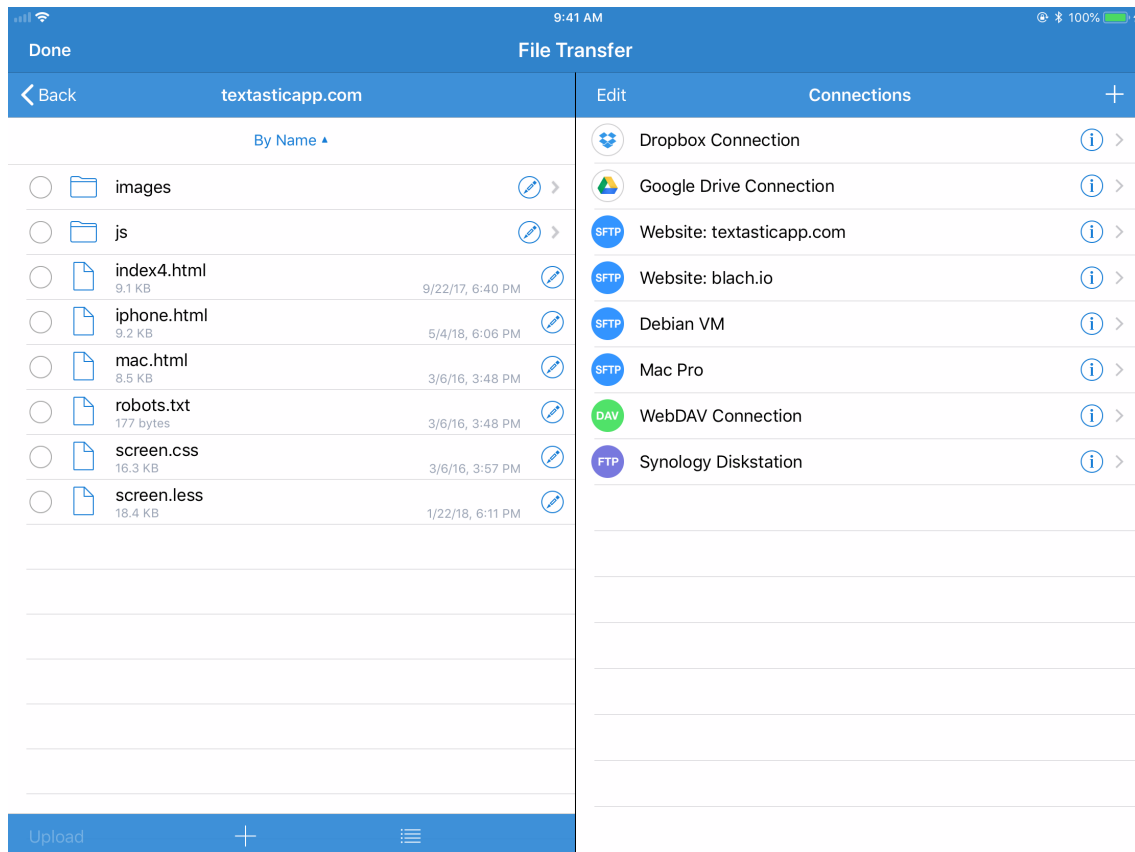 9:41 AM
100%
Done
File Transfer
Back
textasticapp.com
By Name
images
js
index4.html
9.1 KB
9/22/17, 6:40 PM
iphone.html
9.2 KB
5/4/18, 6:06 PM
mac.html
8.5 KB
3/6/16, 3:48 PM
robots.txt
177 bytes
3/6/16, 3:48 PM
screen.css
16.3 KB
3/6/16, 3:57 PM
screen.less
18.4 KB
1/22/18, 6:11 PM
Upload
Edit
Connections
Dropbox Connection
Google Drive Connection
SFTP Website: textasticapp.com
SFTP Website: blach.io
SFTP Debian VM
SFTP Mac Pro
DAV WebDAV Connection
FTP Synology Diskstation